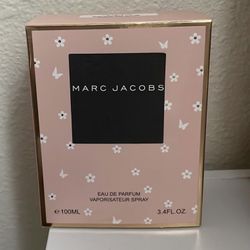 MARC JACOBS
EAU DE PARFUM
VAPORISATEUR SPRAY
℮100ML 3.4FL.OZ